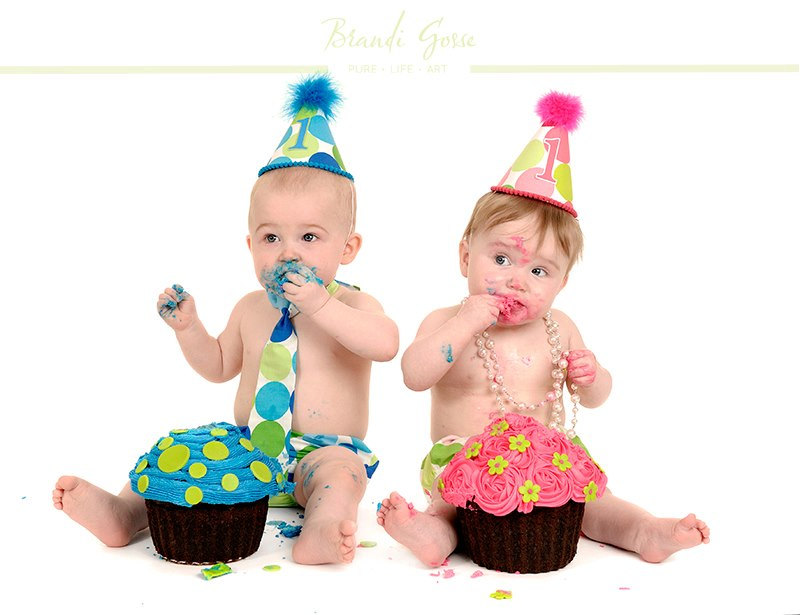 Brandi Gosse
PURE • LIFE • ART
1
1